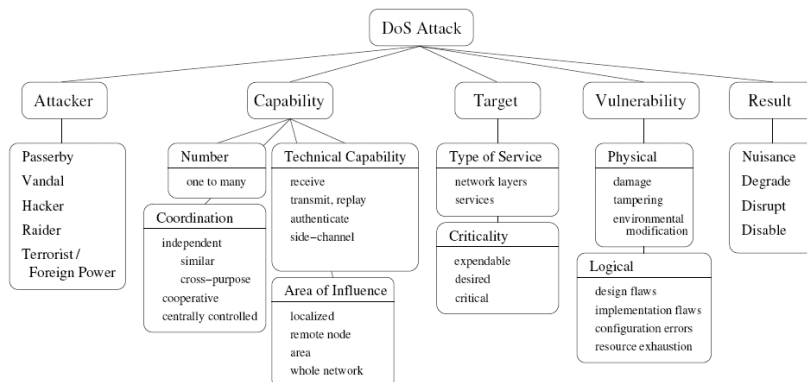 DoS Attack
Attacker
Capability
Target
Vulnerability
Result
Passerby
Vandal
Hacker
Raider
Terrorist /
Foreign Power
Number
one to many
Coordination
independent
similar
cross−purpose
cooperative
centrally controlled
Technical Capability
receive
transmit, replay
authenticate
side−channel
Area of Influence
localized
remote node
area
whole network
Type of Service
network layers
services
Criticality
expendable
desired
critical
Physical
damage
tampering
environmental
modification
Logical
design flaws
implementation flaws
configuration errors
resource exhaustion
Nuisance
Degrade
Disrupt
Disable